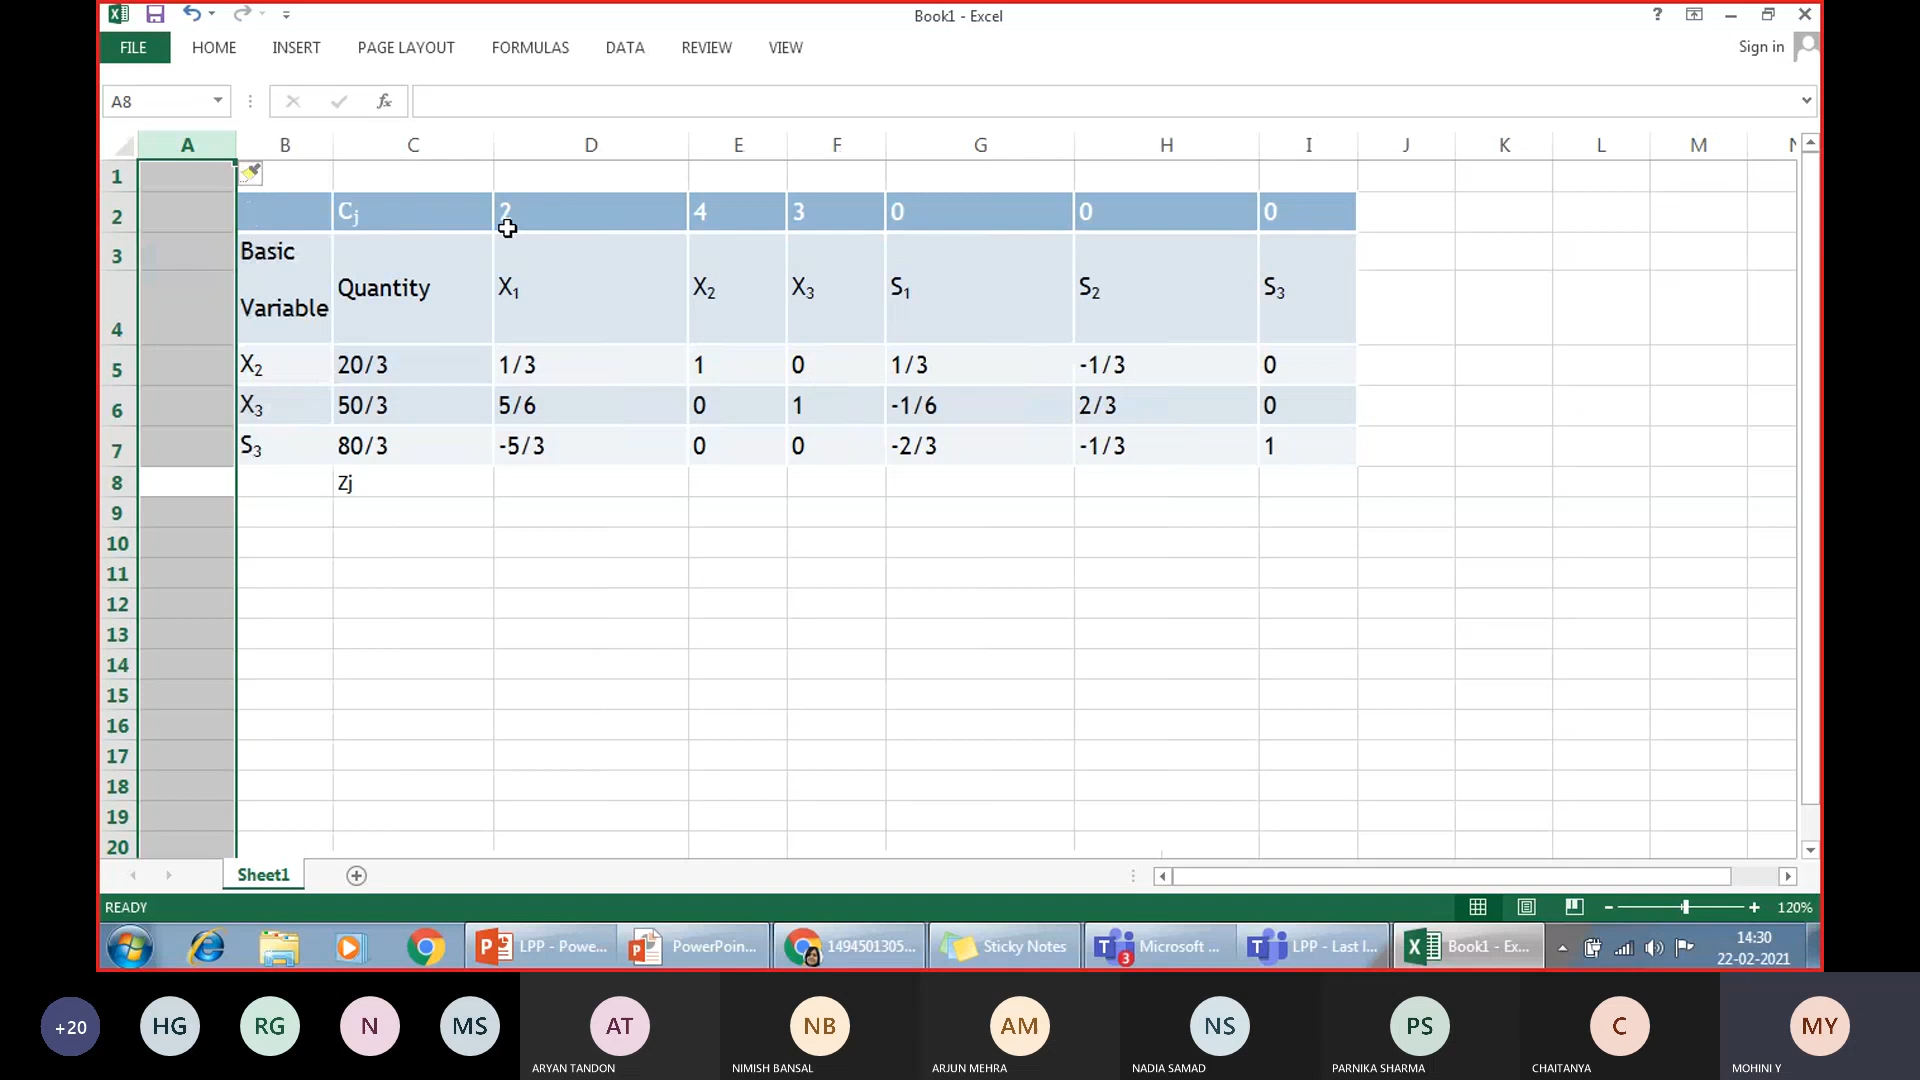 Book1 - Excel
?
FILE HOME INSERT PAGE LAYOUT FORMULAS DATA REVIEW VIEW
Sign in
A8
fx
A B C D E F G H I J K L M
1
2 Cj 2 4 3 0 0 0
3 Basic
Quantity X1 X2 X3 S1 S2 S3
4 Variable
5 X2 20/3 1/3 1 0 1/3 -1/3 0
6 X3 50/3 5/6 0 1 -1/6 2/3 0
7 S3 80/3 -5/3 0 0 -2/3 -1/3 1
8 Zj
9
10
11
12
13
14
15
16
17
18
19
20
Sheet1
READY
120%
LPP - Powe...
PowerPoin...
1494501305...
Sticky Notes
3
Microsoft ...
LPP - Last I...
Book1 - Ex...
14:30
22-02-2021
+20 HG RG N MS AT NB AM NS PS C MY
ARYAN TANDON NIMISH BANSAL ARJUN MEHRA NADIA SAMAD PARNIKA SHARMA CHAITANYA MOHINI Y